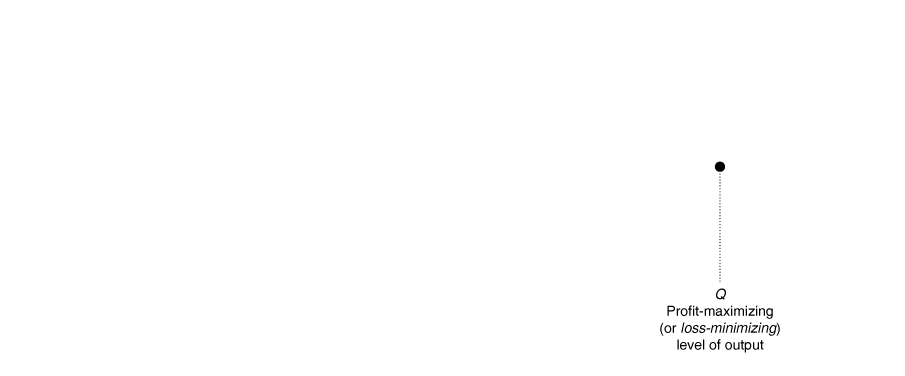 Q
Profit-maximizing
(or loss-minimizing)
level of output